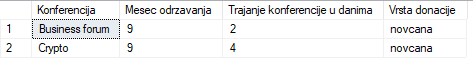 Konferencija Mesec odrzavanja Trajanje konferencije u danima Vrsta donacije
1 Business forum 9 2 novcana
2 Crypto 9 4 novcana